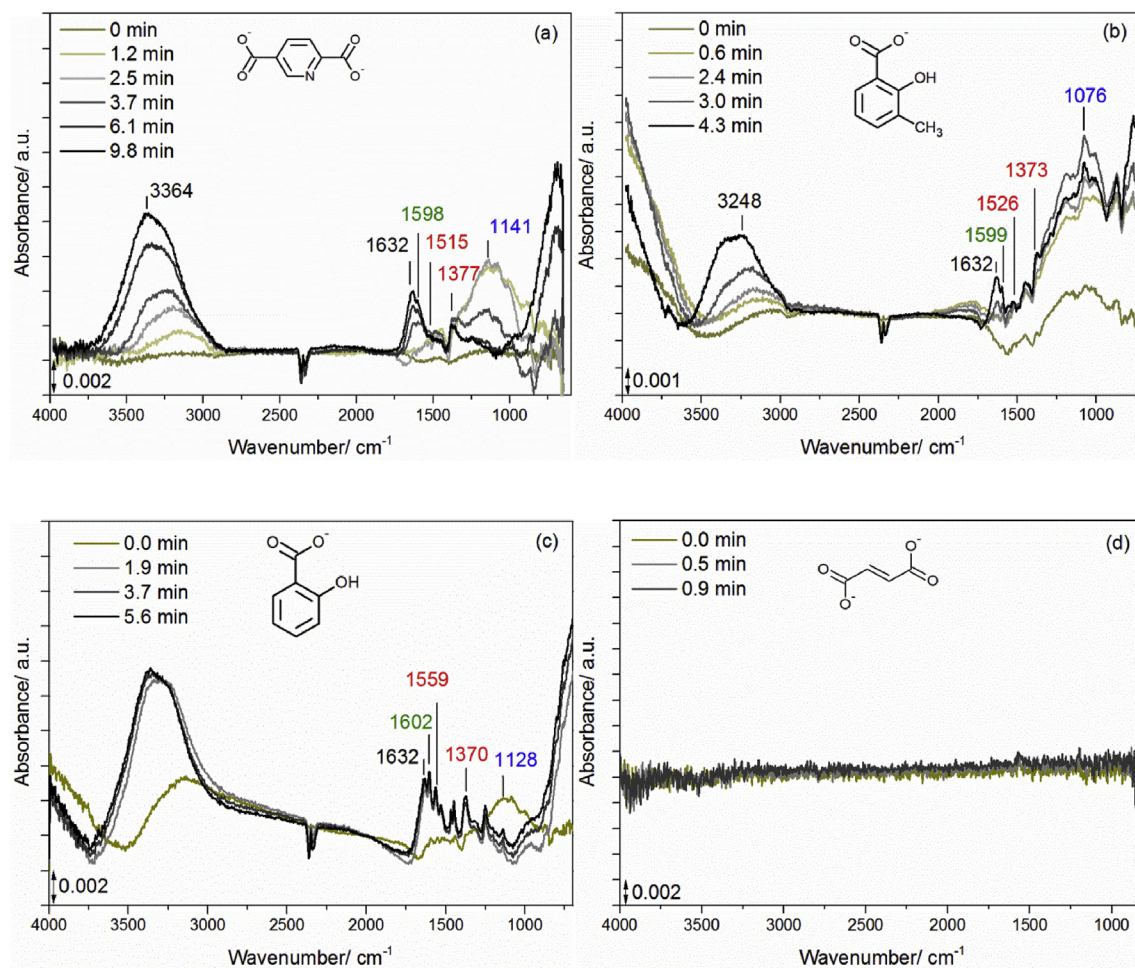 (a)
0 min
1.2 min
2.5 min
3.7 min
6.1 min
9.8 min
O-
O
N
O
O-
3364
1632
1598
1515
1377
1141
0.002
Absorbance/ a.u.
4000 3500 3000 2500 2000 1500 1000
Wavenumber/ cm-1
(b)
0 min
0.6 min
2.4 min
3.0 min
4.3 min
O
O-
OH
CH3
3248
1632
1599
1526
1373
1076
0.001
Absorbance/ a.u.
4000 3500 3000 2500 2000 1500 1000
Wavenumber/ cm-1
(c)
0.0 min
1.9 min
3.7 min
5.6 min
O
O-
OH
1632
1602
1559
1370
1128
0.002
Absorbance/ a.u.
4000 3500 3000 2500 2000 1500 1000
Wavenumber/ cm-1
(d)
0.0 min
0.5 min
0.9 min
O-
O
O
O-
0.002
Absorbance/ a.u.
4000 3500 3000 2500 2000 1500 1000
Wavenumber/ cm-1